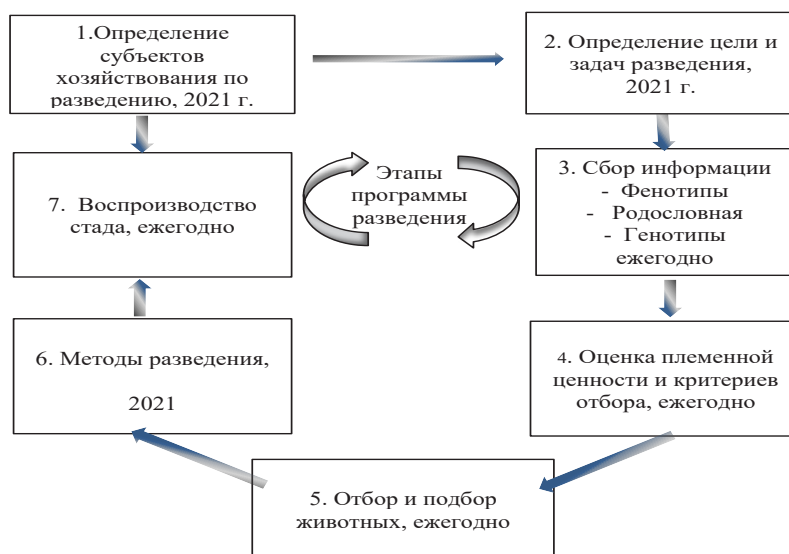 1.Определение
субъектов
хозяйствования по
разведению, 2021 г.
2. Определение цели и
задач разведения,
2021 г.
3. Сбор информации
- Фенотипы
- Родословная
- Генотипы
ежегодно
4. Оценка племенной
ценности и критериев
отбора, ежегодно
5. Отбор и подбор
животных, ежегодно
6. Методы разведения,
2021
7. Воспроизводство
стада, ежегодно
Этапы
программы
разведения